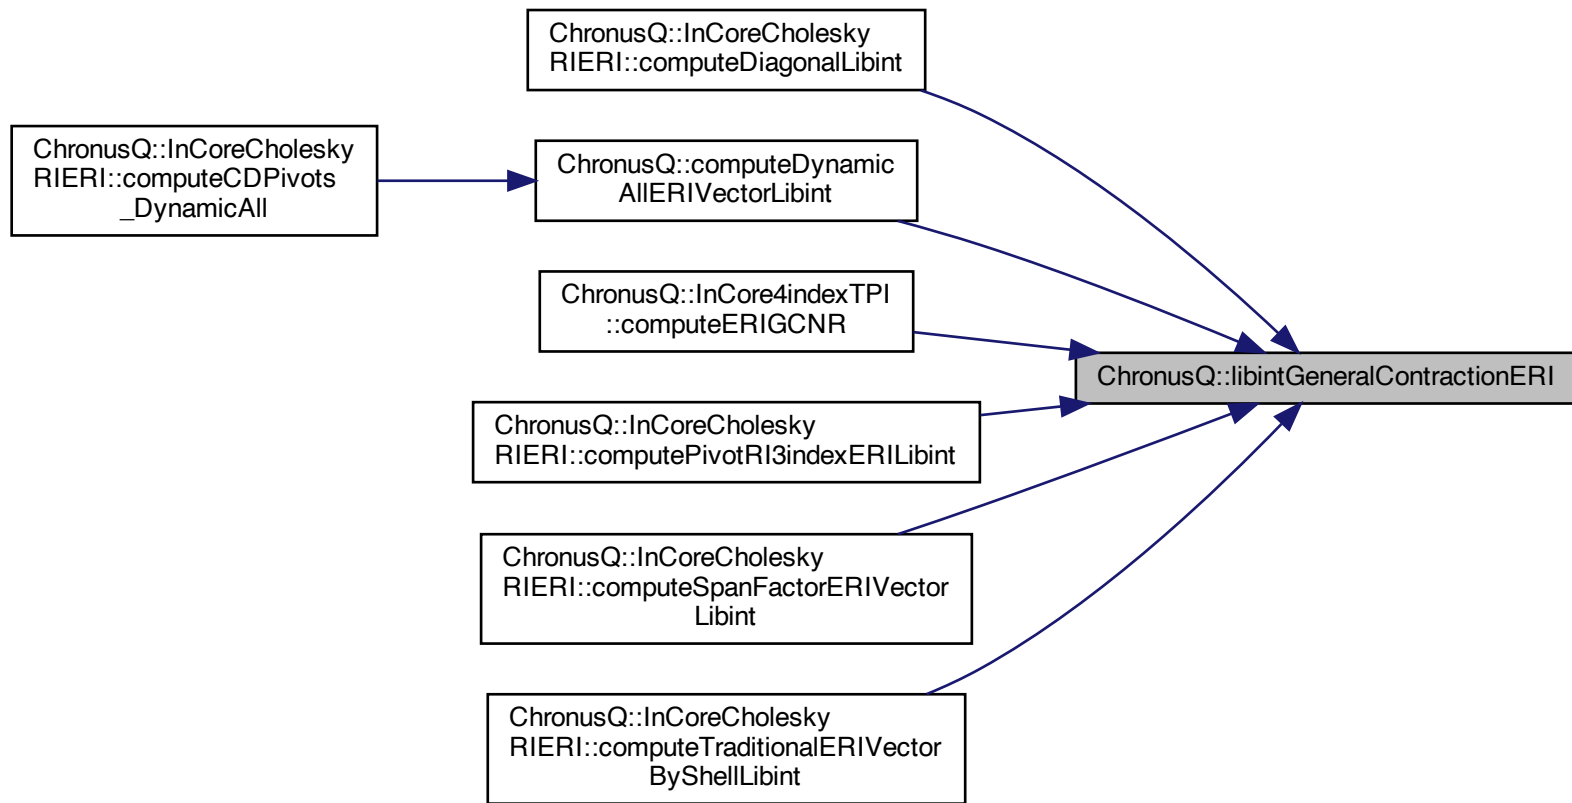 ChronusQ::InCoreCholesky
RIERI::computeDiagonalLibint
ChronusQ::InCoreCholesky
RIERI::computeCDPivots
_DynamicAll
ChronusQ::computeDynamic
AllERIVectorLibint
ChronusQ::InCore4indexTPI
::computeERIGCNR
ChronusQ::libintGeneralContractionERI
ChronusQ::InCoreCholesky
RIERI::computePivotRI3indexERILibint
ChronusQ::InCoreCholesky
RIERI::computeSpanFactorERIVector
Libint
ChronusQ::InCoreCholesky
RIERI::computeTraditionalERIVector
ByShellLibint